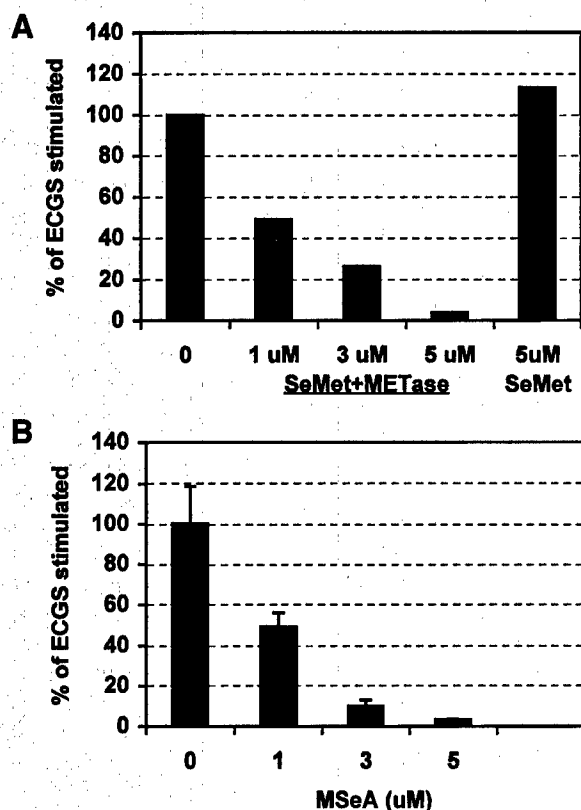 A
% of ECGS stimulated
140
120
100
80
60
40
20
0
0 1 uM 3 uM 5 uM 5uM
SeMet+METase SeMet
B
% of ECGS stimulated
140
120
100
80
60
40
20
0
0 1 3 5
MSeA (uM)